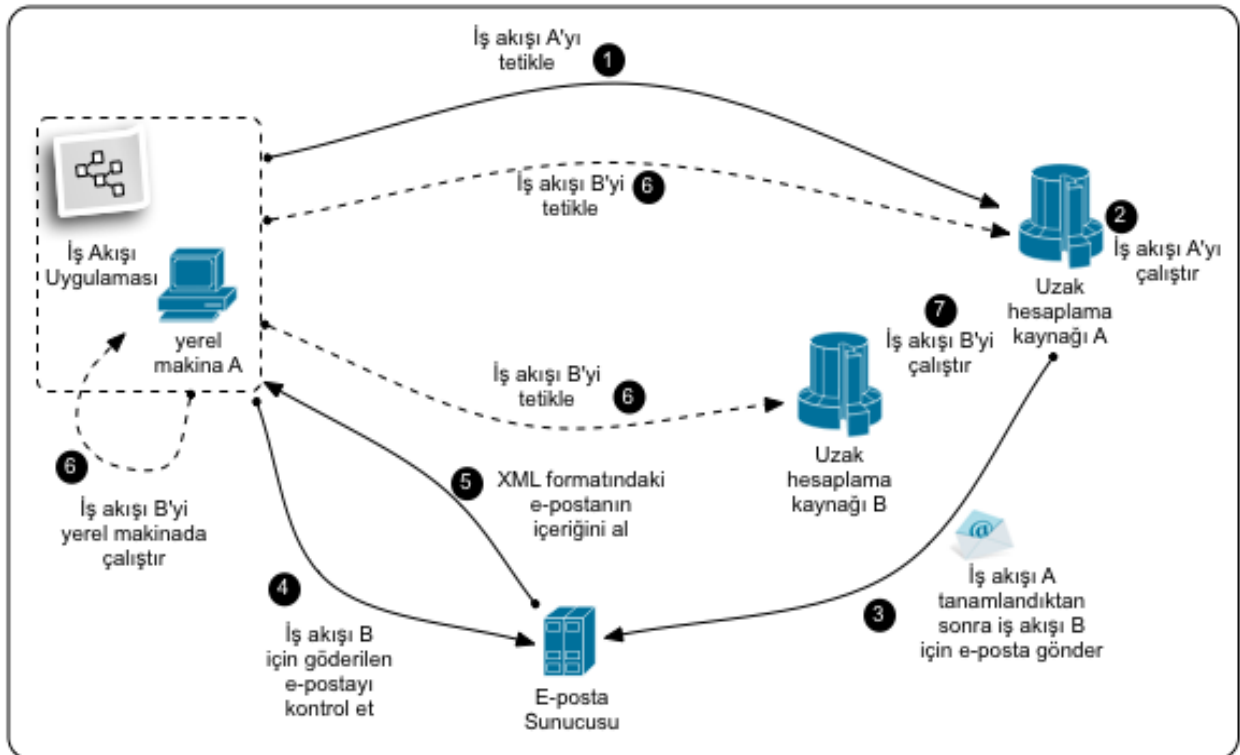 İş akışı A'yı
tetikle
1
İş akışı B'yi
tetikle
6
2
İş akışı A'yı
çalıştır
İş Akışı
Uygulaması
yerel
makina A
Uzak
hesaplama
kaynağı A
7
İş akışı B'yi
çalıştır
İş akışı B'yi
tetikle
6
Uzak
hesaplama
kaynağı B
6
İş akışı B'yi
yerel makinada
çalıştır
5
XML formatındaki
e-postanın
içeriğini al
@
4
İş akışı B
için göderilen
e-postayı
kontrol et
3
İş akışı A
tanamlandıktan
sonra iş akışı B
için e-posta gönder
E-posta
Sunucusu